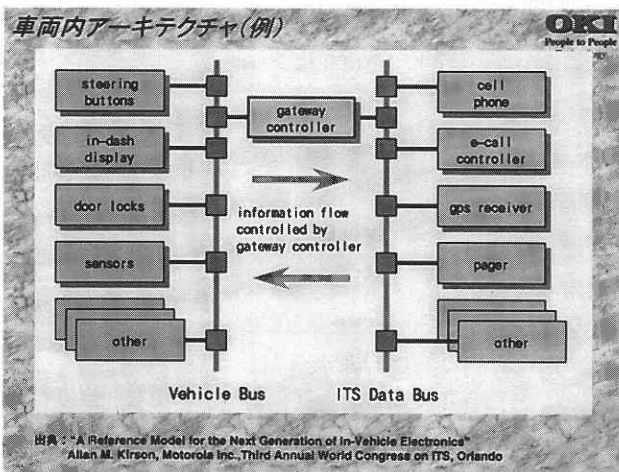 車両内アーキテクチャ(例)
OKI
People to People
steering
buttons
in-dash
display
door locks
sensors
other
gateway
controller
information flow
controlled by
gateway controller
cell
phone
e-call
controller
gps receiver
pager
other
Vehicle Bus
ITS Data Bus
出典："A Reference Model for the Next Generation of In-Vehicle Electronics"
Allan M. Kirson, Motorola Inc.,Third Annual World Congress on ITS, Orlando